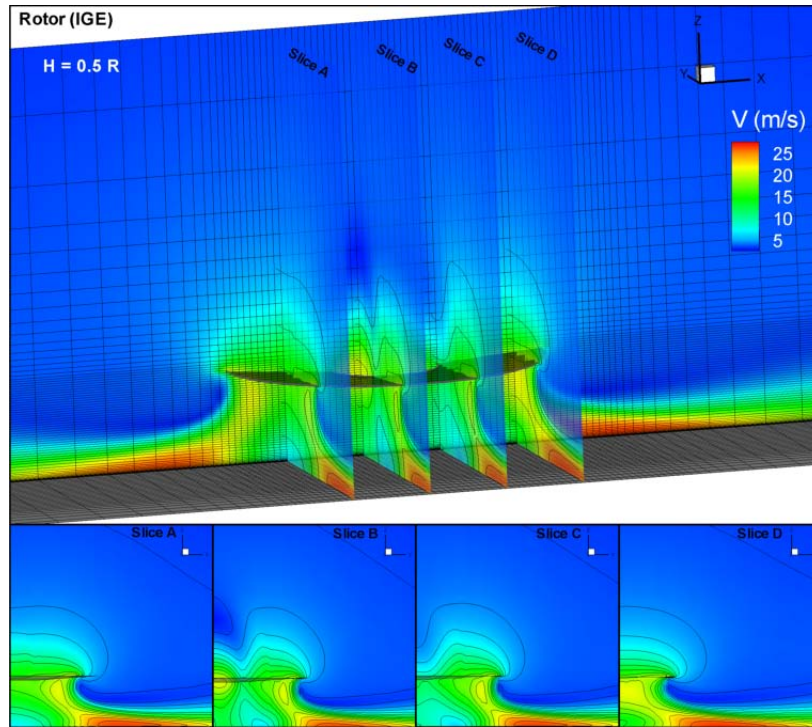 Rotor (IGE)
H = 0.5 R
Slice A
Slice B
Slice C
Slice D
Z
Y
X
V (m/s)
25
20
15
10
5
Slice A
Slice B
Slice C
Slice D